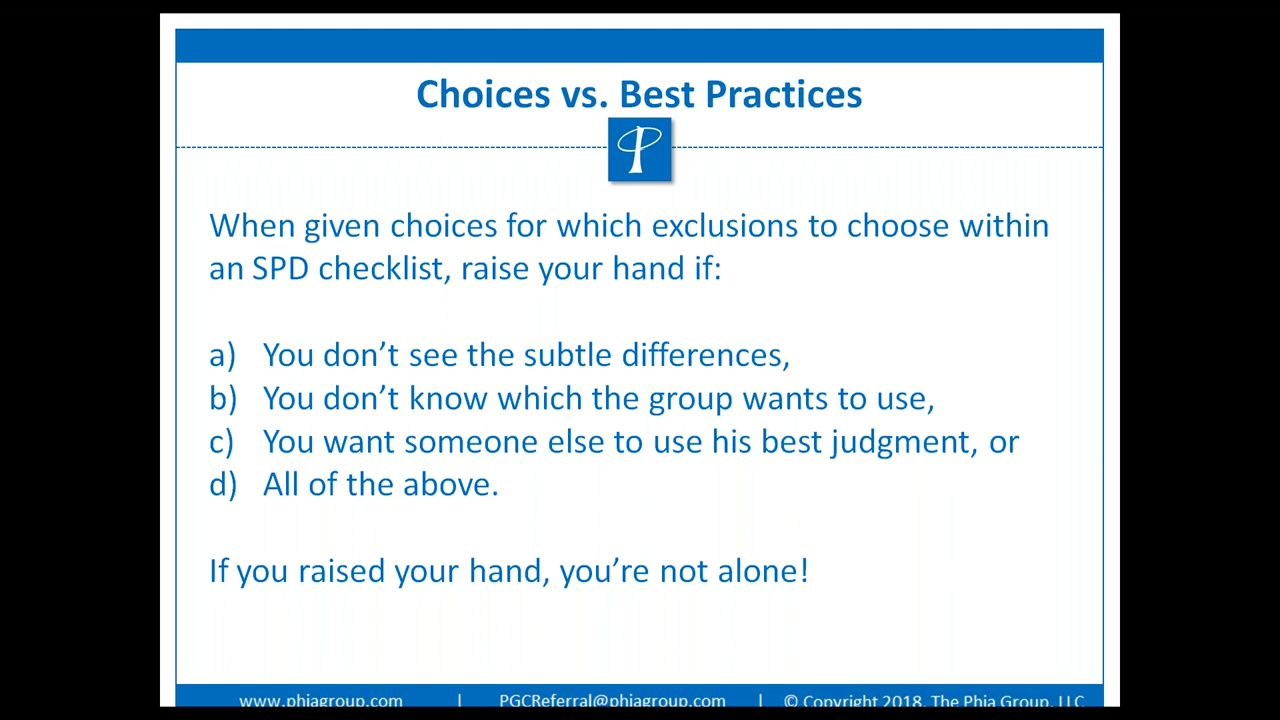 Choices vs. Best Practices
P
When given choices for which exclusions to choose within
an SPD checklist, raise your hand if:
a) You don’t see the subtle differences,
b) You don’t know which the group wants to use,
c) You want someone else to use his best judgment, or
d) All of the above.
If you raised your hand, you’re not alone!
www.phiagroup.com | PGCReferral@phiagroup.com | © Copyright 2018. The Phia Group, LLC